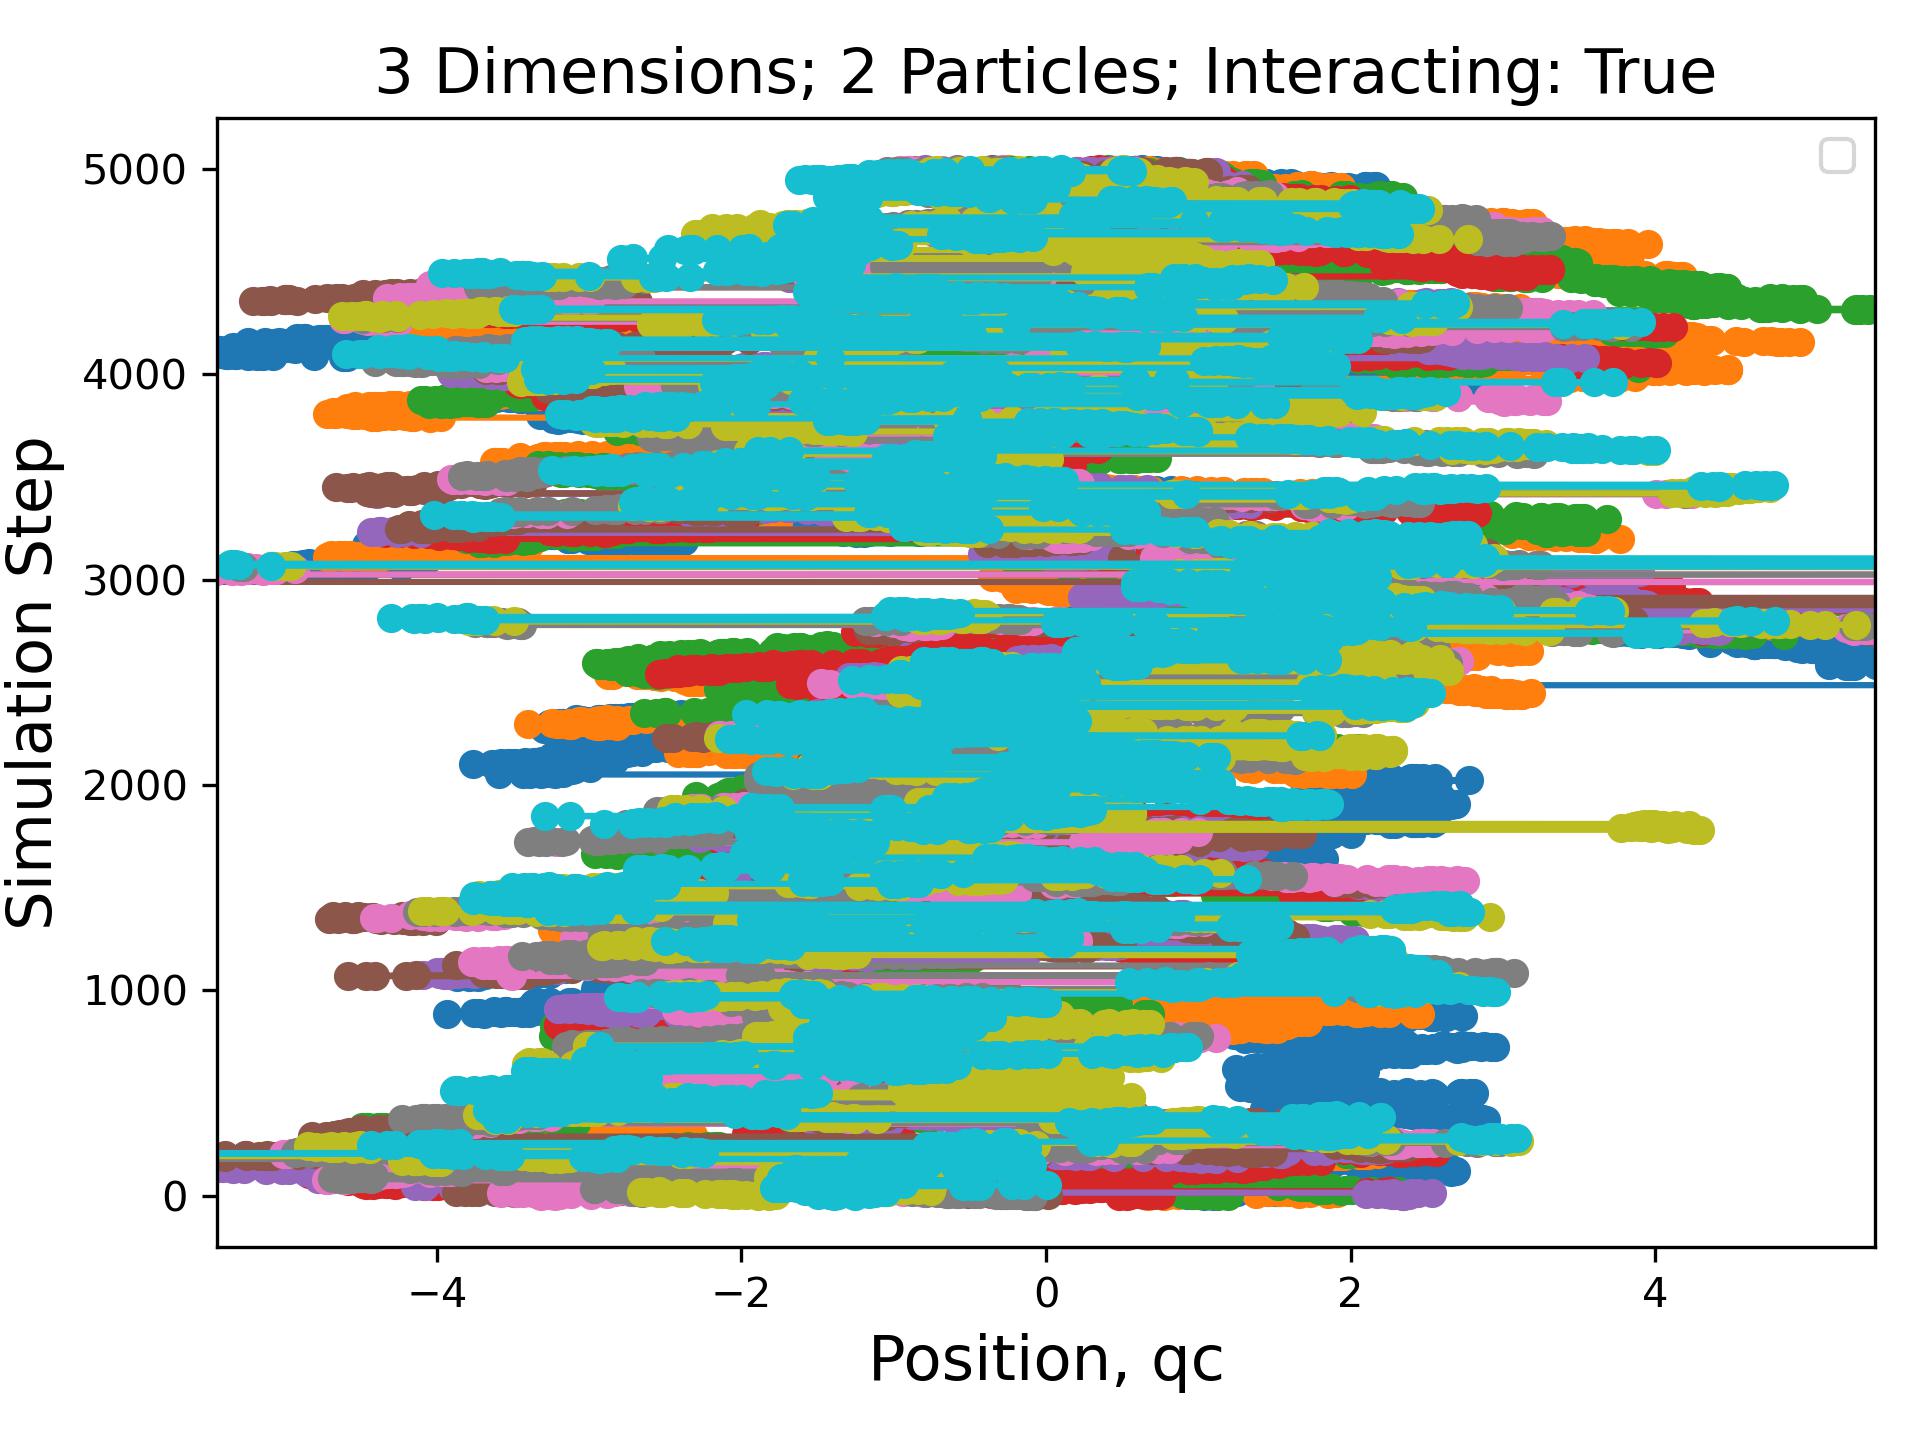 3 Dimensions; 2 Particles; Interacting: True
Simulation Step
5000
4000
3000
2000
1000
0
−4 −2 0 2 4
Position, qc